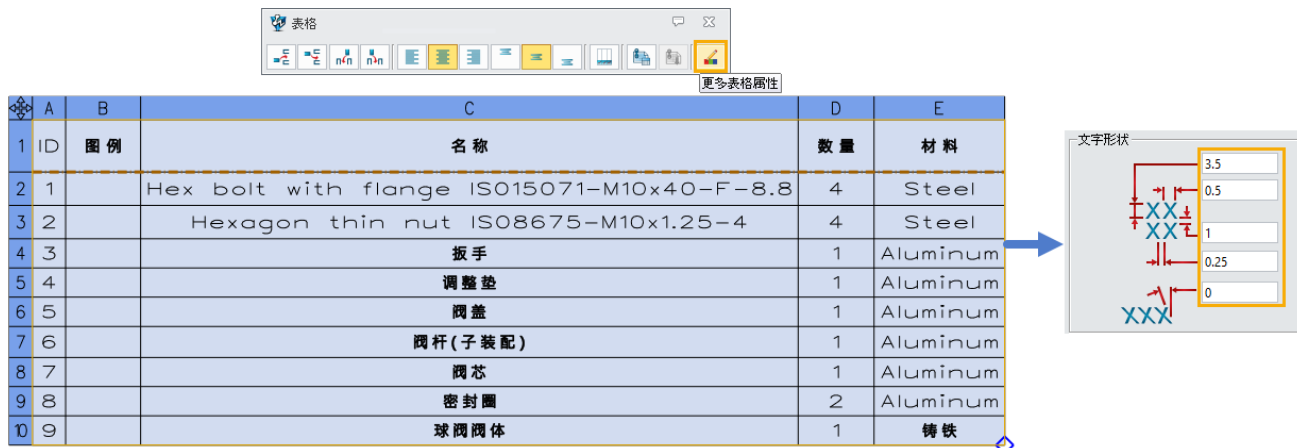 表格
更多表格属性
A B C D E
1 ID 图例 名称 数量 材料
2 1 Hex bolt with flange ISO15071-M10x40-F-8.8 4 Steel
3 2 Hexagon thin nut ISO8675-M10x1.25-4 4 Steel
4 3 扳手 1 Aluminum
5 4 调整垫 1 Aluminum
6 5 阀盖 1 Aluminum
7 6 阀杆(子装配) 1 Aluminum
8 7 阀芯 1 Aluminum
9 8 密封圈 2 Aluminum
10 9 球阀阀体 1 铸铁
文字形状
3.5
0.5
XX
XX
1
0.25
0
XXX